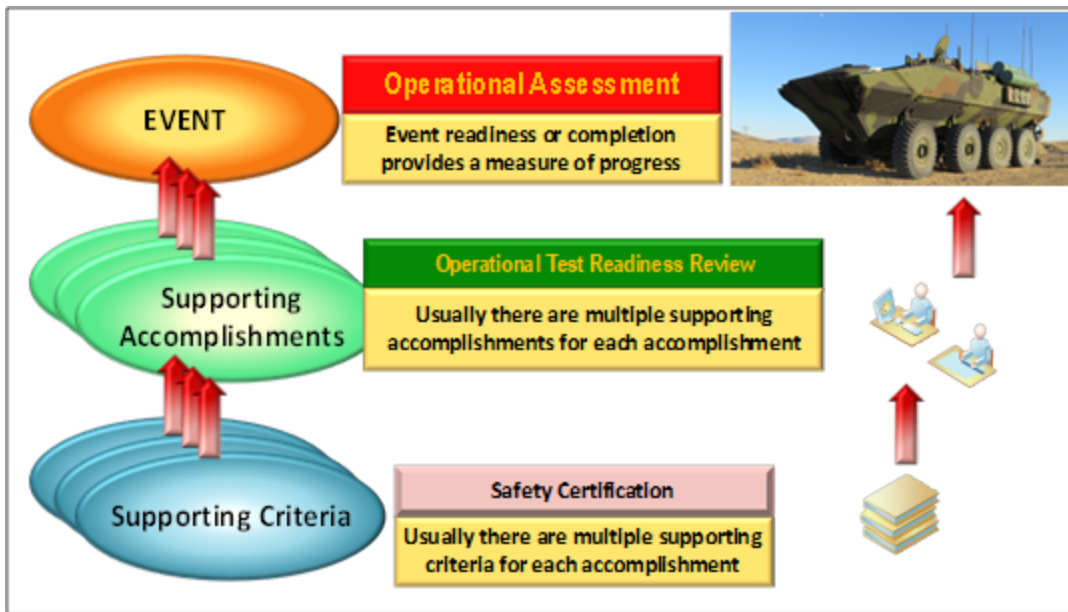 EVENT
Operational Assessment
Event readiness or completion
provides a measure of progress
Supporting
Accomplishments
Operational Test Readiness Review
Usually there are multiple supporting
accomplishments for each accomplishment
Supporting Criteria
Safety Certification
Usually there are multiple supporting
criteria for each accomplishment